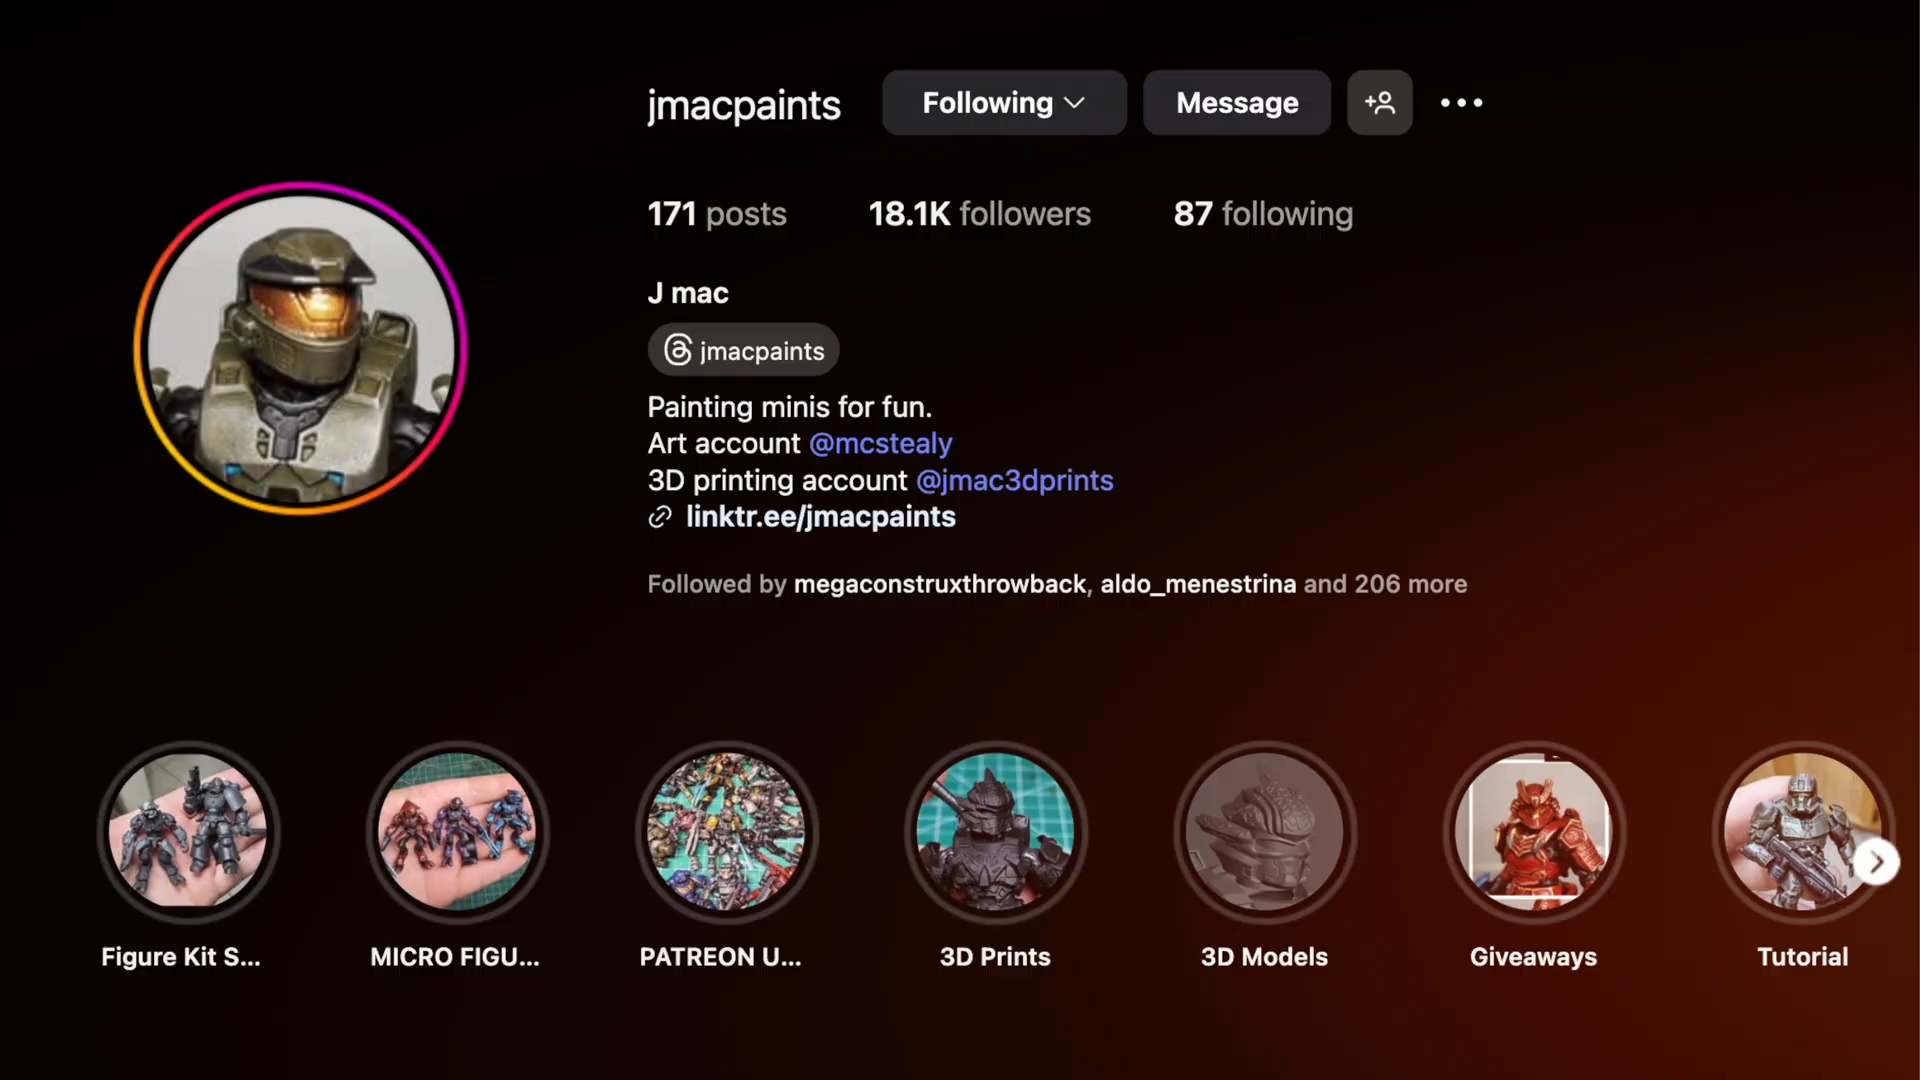 jmacpaints
Following
Message
171 posts
18.1K followers
87 following
J mac
jmacpaints
Painting minis for fun.
Art account @mcstealy
3D printing account @jmac3dprints
linktr.ee/jmacpaints
Followed by megaconstruxthrowback, aldo_menestrina and 206 more
Figure Kit S...
MICRO FIGU...
PATREON U...
3D Prints
3D Models
Giveaways
Tutorial